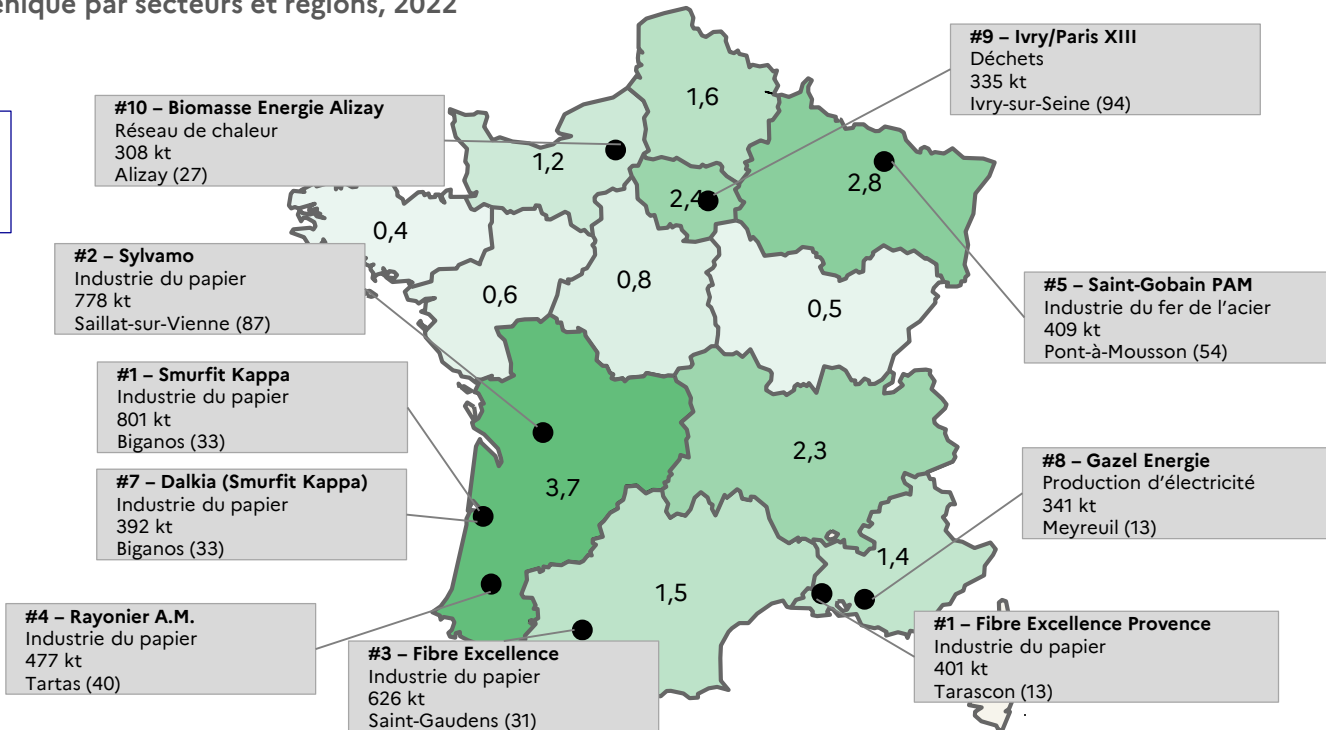 énique par secteurs et régions, 2022
#9 – Ivry/Paris XIII
Déchets
335 kt
Ivry-sur-Seine (94)
1,6
#10 – Biomasse Energie Alizay
Réseau de chaleur
308 kt
Alizay (27)
1,2
2,4
2,8
0,4
#2 – Sylvamo
Industrie du papier
778 kt
Saillat-sur-Vienne (87)
0,6
0,8
0,5
#5 – Saint-Gobain PAM
Industrie du fer de l’acier
409 kt
Pont-à-Mousson (54)
#1 – Smurfit Kappa
Industrie du papier
801 kt
Biganos (33)
2,3
#7 – Dalkia (Smurfit Kappa)
Industrie du papier
392 kt
Biganos (33)
3,7
#8 – Gazel Energie
Production d’électricité
341 kt
Meyreuil (13)
1,4
1,5
#4 – Rayonier A.M.
Industrie du papier
477 kt
Tartas (40)
#3 – Fibre Excellence
Industrie du papier
626 kt
Saint-Gaudens (31)
#1 – Fibre Excellence Provence
Industrie du papier
401 kt
Tarascon (13)